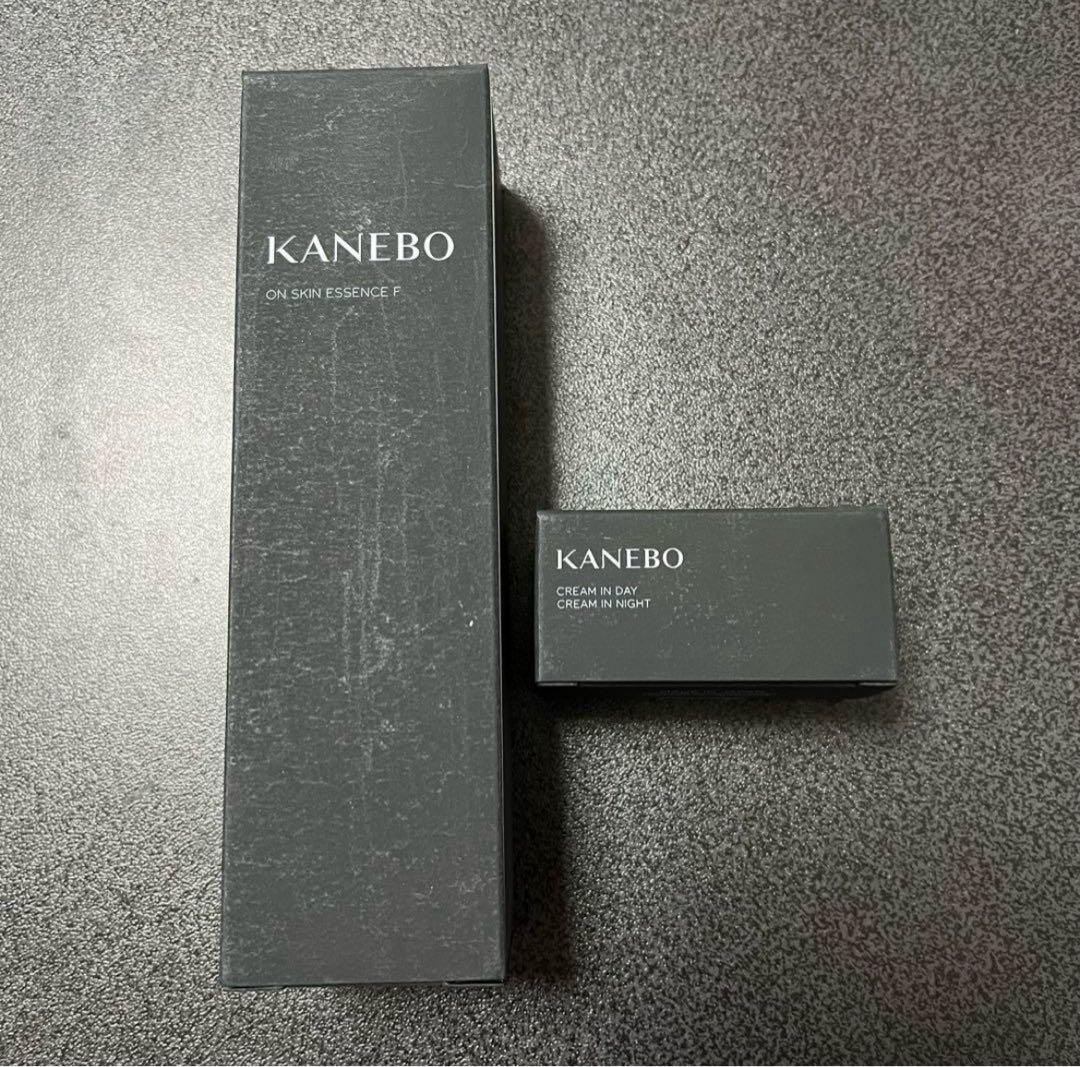 KANEBO
ON SKIN ESSENCE F
KANEBO
CREAM IN DAY
CREAM IN NIGHT